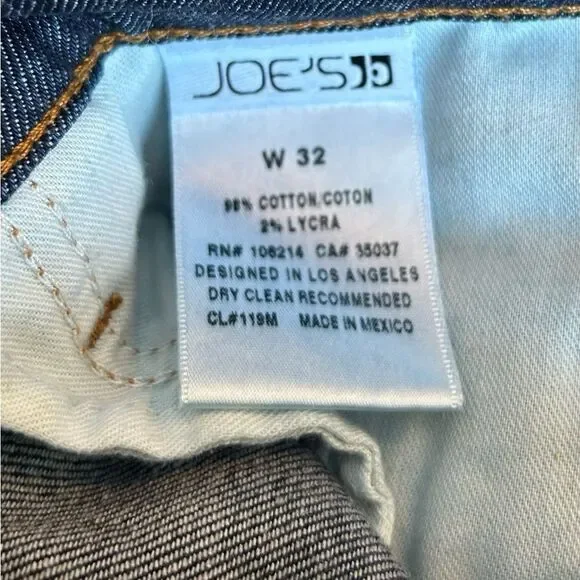 JOE'S
W 32
98% COTTON/COTON
2% LYCRA
RN# 106214 CA# 35037
DESIGNED IN LOS ANGELES
DRY CLEAN RECOMMENDED
CL#119M MADE IN MEXICO